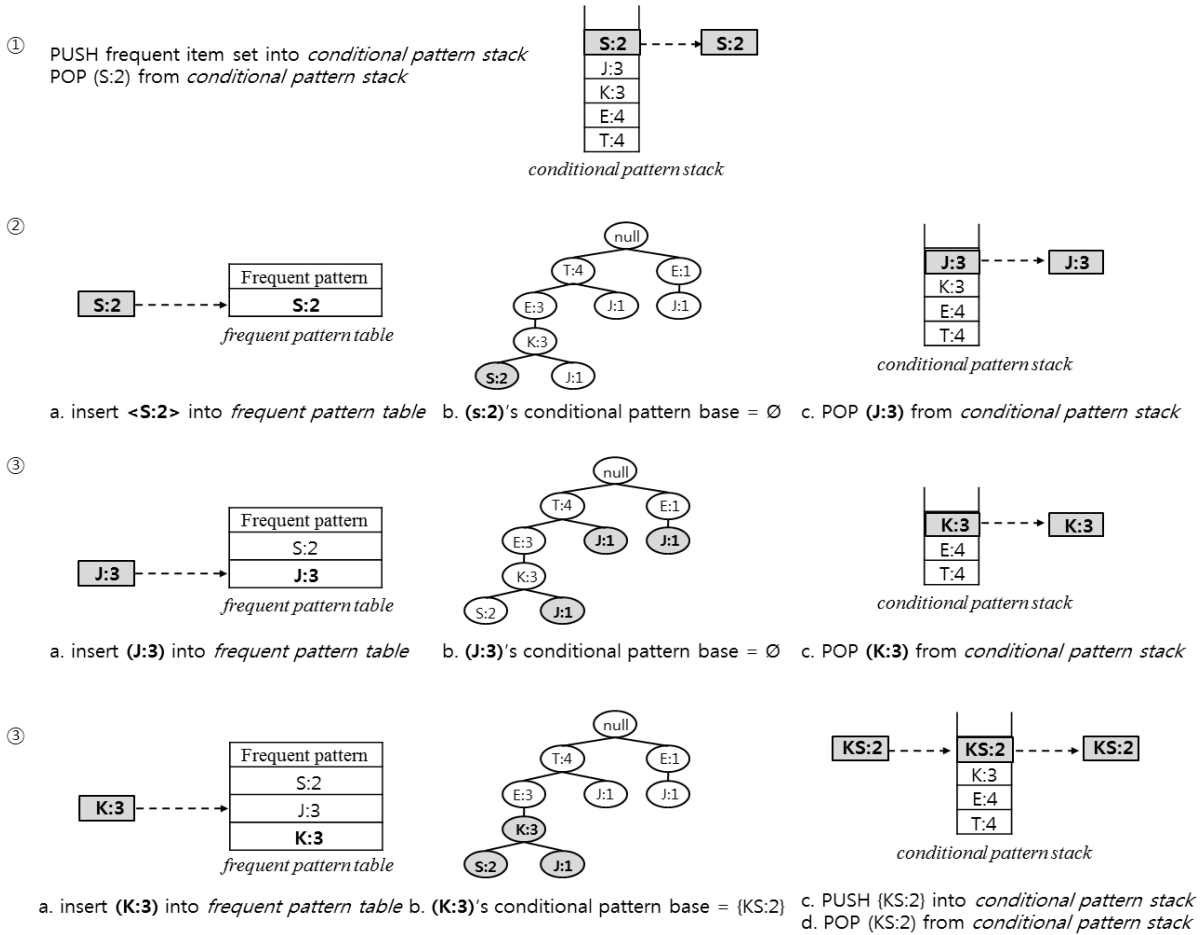 ①
PUSH frequent item set into conditional pattern stack
POP (S:2) from conditional pattern stack
S:2
S:2
J:3
K:3
E:4
T:4
conditional pattern stack
②
S:2
Frequent pattern
S:2
frequent pattern table
null
T:4
E:1
E:3
J:1
J:1
K:3
S:2
J:1
J:3
J:3
K:3
E:4
T:4
conditional pattern stack
a. insert <S:2> into frequent pattern table
b. (s:2)'s conditional pattern base = Ø
c. POP (J:3) from conditional pattern stack
③
J:3
Frequent pattern
S:2
J:3
frequent pattern table
null
T:4
E:1
E:3
J:1
J:1
K:3
S:2
J:1
K:3
K:3
E:4
T:4
conditional pattern stack
a. insert (J:3) into frequent pattern table
b. (J:3)'s conditional pattern base = Ø
c. POP (K:3) from conditional pattern stack
③
K:3
Frequent pattern
S:2
J:3
K:3
frequent pattern table
null
T:4
E:1
E:3
J:1
J:1
K:3
S:2
J:1
KS:2
KS:2
KS:2
K:3
E:4
T:4
conditional pattern stack
a. insert (K:3) into frequent pattern table
b. (K:3)'s conditional pattern base = {KS:2}
c. PUSH {KS:2} into conditional pattern stack
d. POP (KS:2) from conditional pattern stack